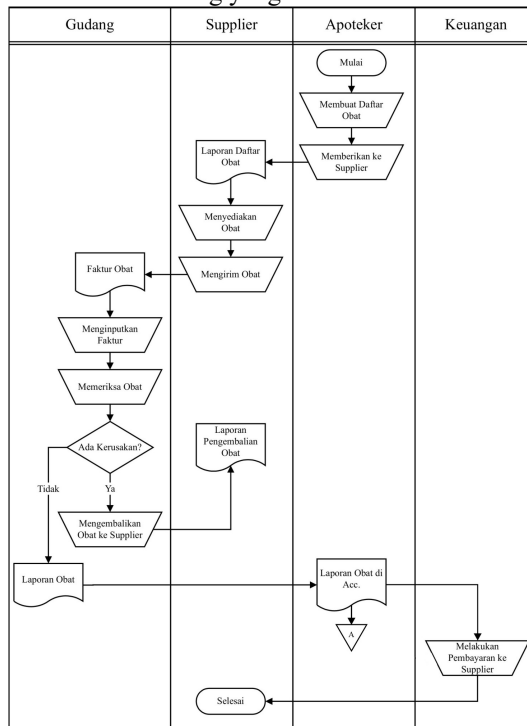 Gudang
Supplier
Apoteker
Keuangan
Mulai
Membuat Daftar
Obat
Memberikan ke
Supplier
Laporan Daftar
Obat
Menyediakan
Obat
Mengirim Obat
Faktur Obat
Menginputkan
Faktur
Memeriksa Obat
Ada Kerusakan?
Tidak
Ya
Mengembalikan
Obat ke Supplier
Laporan
Pengembalian
Obat
Laporan Obat
Laporan Obat di
Acc.
A
Melakukan
Pembayaran ke
Supplier
Selesai